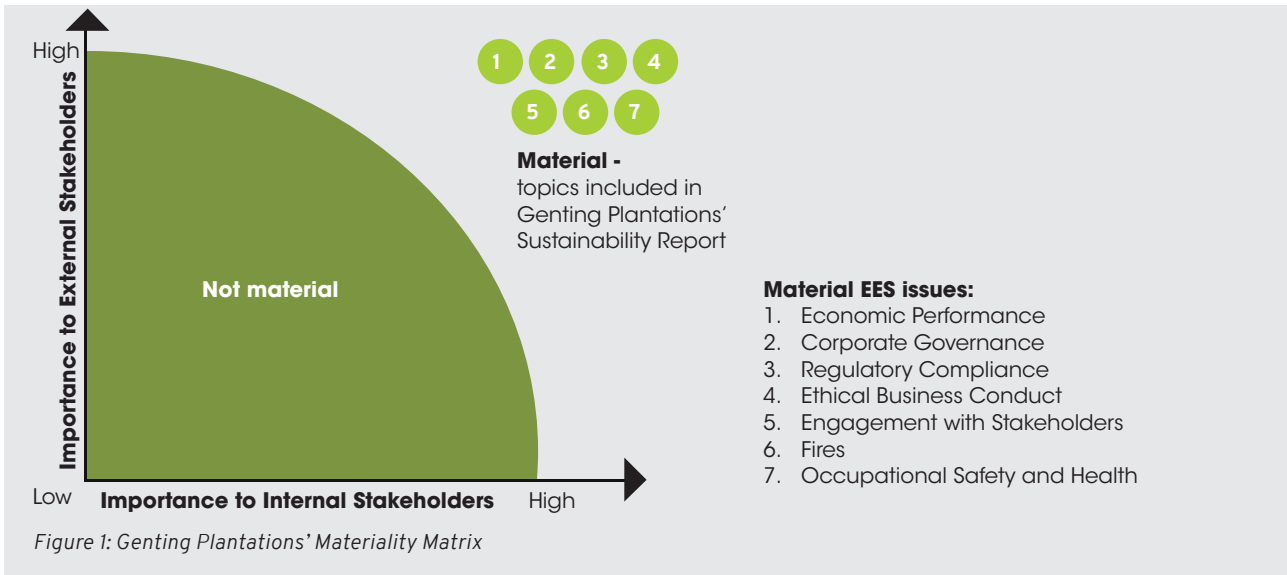 High
Importance to External Stakeholders
1 2 3 4
5 6 7
Material -
topics included in
Genting Plantations’
Sustainability Report
Not material
Material EES issues:
1. Economic Performance
2. Corporate Governance
3. Regulatory Compliance
4. Ethical Business Conduct
5. Engagement with Stakeholders
6. Fires
7. Occupational Safety and Health
Low
Importance to Internal Stakeholders
High
Figure 1: Genting Plantations’ Materiality Matrix